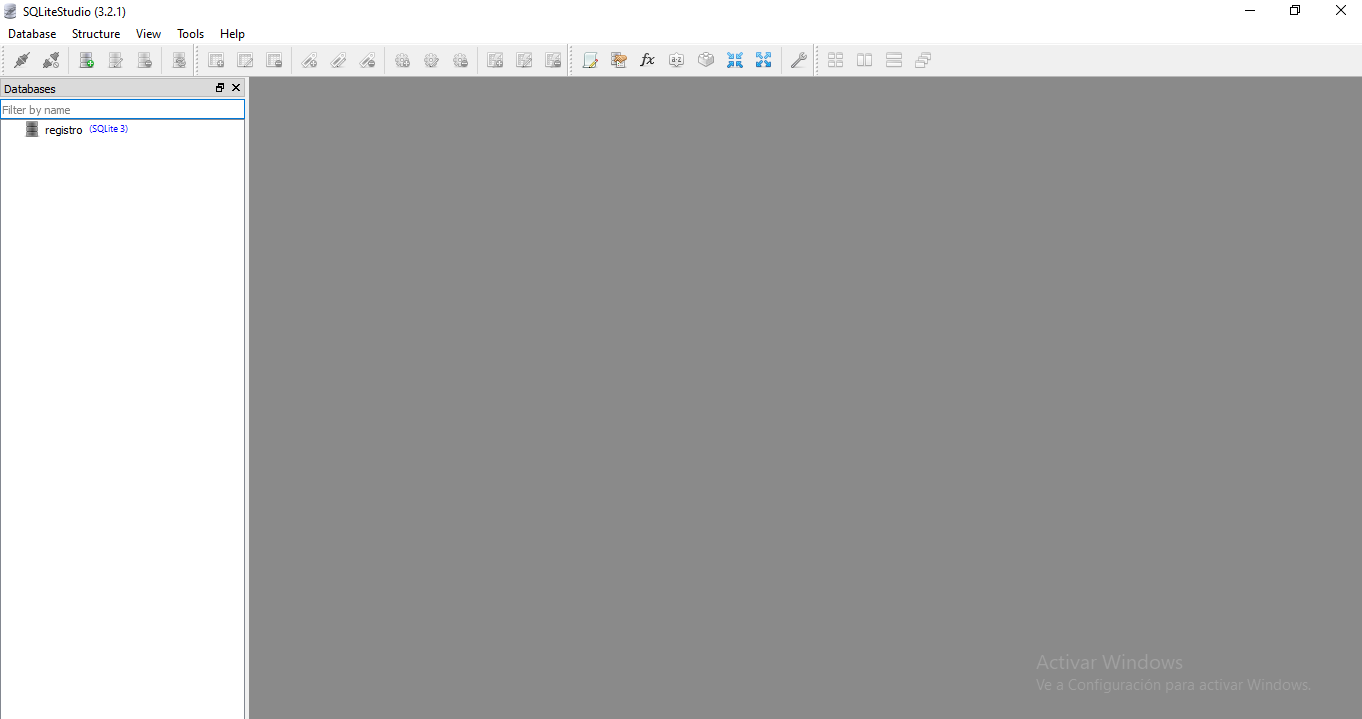 SQLiteStudio (3.2.1)
Database Structure View Tools Help
Databases
Filter by name
registro (SQLite 3)
Activar Windows
Ve a Configuración para activar Windows.